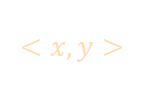 < x, y >